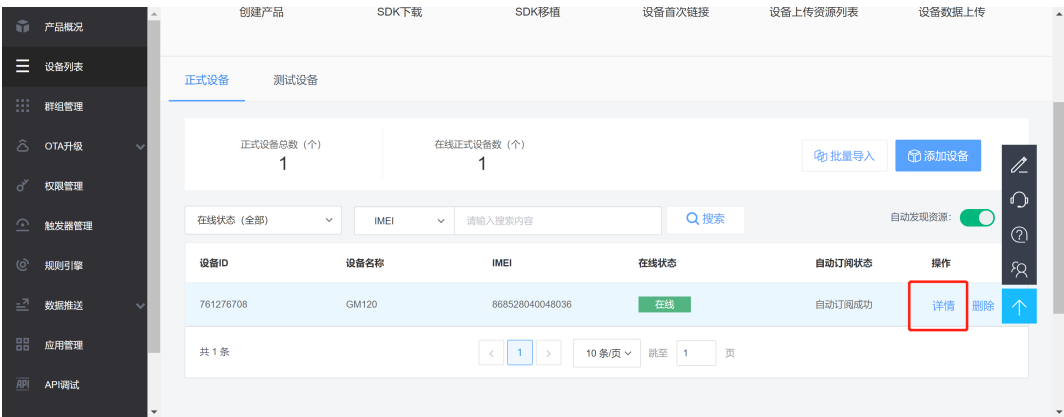 创建产品 SDK下载 SDK移植 设备首次链接 设备上传资源列表 设备数据上传
产品概况
设备列表
群组管理
OTA升级
权限管理
触发器管理
规则引擎
数据推送
应用管理
API API调试
正式设备 测试设备
正式设备总数（个） 在线正式设备数（个）
1 1
批量导入 添加设备
在线状态（全部） IMEI 请输入搜索内容 搜索 自动发现资源：
设备ID 设备名称 IMEI 在线状态 自动订阅状态 操作
761276708 GM120 868528040048036 在线 自动订阅成功 详情 删除
共 1 条 < 1 > 10 条/页 跳至 1 页